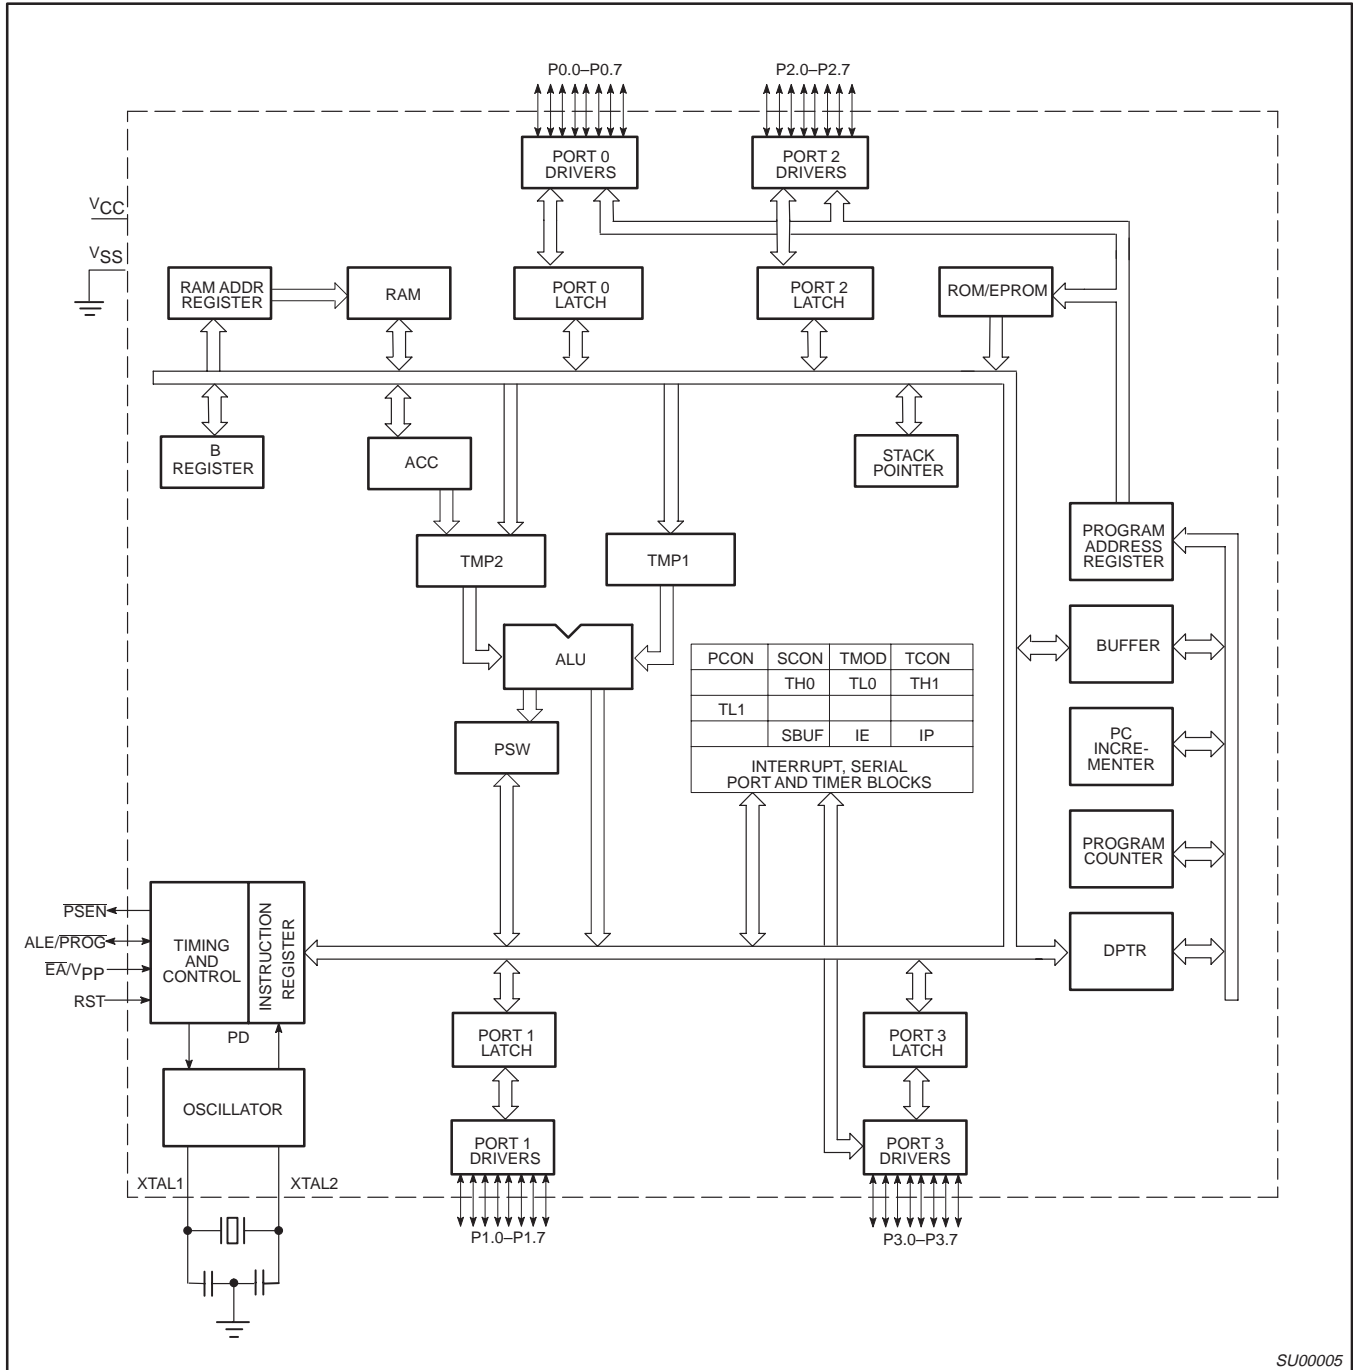 P0.0–P0.7
P2.0–P2.7
PORT 0
DRIVERS
PORT 2
DRIVERS
VCC
VSS
RAM ADDR
REGISTER
RAM
PORT 0
LATCH
PORT 2
LATCH
ROM/EPROM
B
REGISTER
ACC
STACK
POINTER
TMP2
TMP1
PROGRAM
ADDRESS
REGISTER
ALU
BUFFER
PCON SCON TMOD TCON
TH0 TL0 TH1
TL1
SBUF IE IP
INTERRUPT, SERIAL
PORT AND TIMER BLOCKS
PSW
PC
INCRE-
MENTER
PROGRAM
COUNTER
PSEN
ALE/PROG
EA/VPP
RST
TIMING
AND
CONTROL
INSTRUCTION
REGISTER
DPTR
PD
PORT 1
LATCH
PORT 3
LATCH
OSCILLATOR
PORT 1
DRIVERS
PORT 3
DRIVERS
XTAL1
XTAL2
P1.0–P1.7
P3.0–P3.7
SU00005